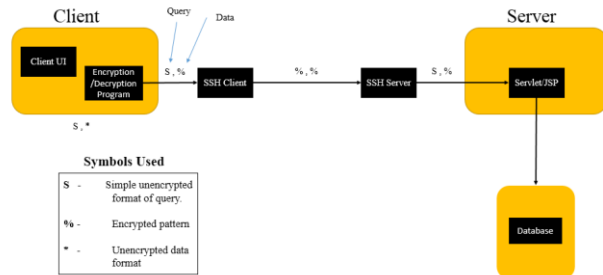 Query
Data
Client
Server
Client UI
Encryption
/Decryption
Program
S , %
SSH Client
% , %
SSH Server
S , %
Servlet/JSP
S , *
Symbols Used
S - Simple unencrypted
format of query.
% - Encrypted pattern
* - Unencrypted data
format
Database